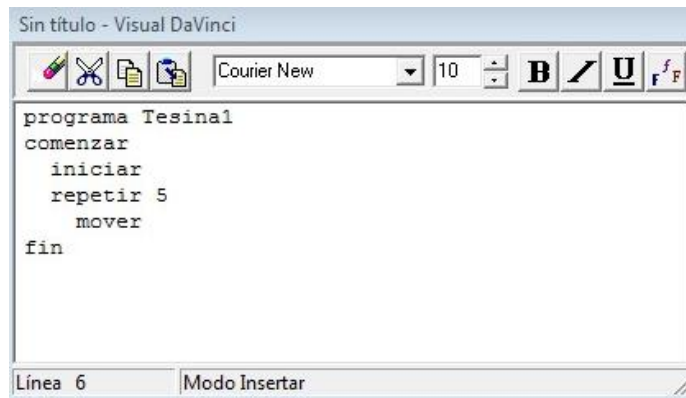 Sin título - Visual DaVinci
Courier New 10 B I U F f F
programa Tesina1
comenzar
iniciar
repetir 5
mover
fin
Línea 6 Modo Insertar